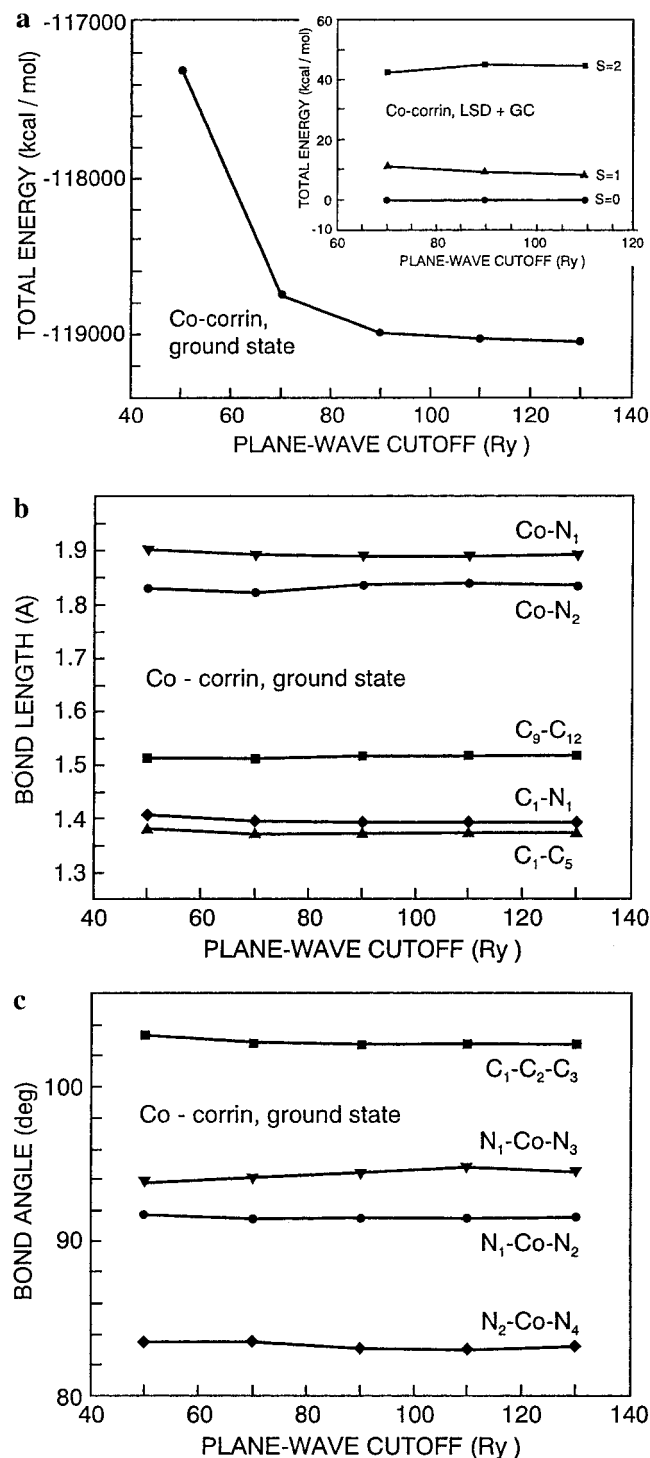 a
-117000
-118000
-119000
TOTAL ENERGY (kcal / mol)
Co-corrin,
ground state
40 60 80 100 120 140
PLANE-WAVE CUTOFF (Ry )
60
40
20
0
-10
TOTAL ENERGY (kcal / mol)
S=2
Co-corrin, LSD + GC
S=1
S=0
60 80 100 120
PLANE-WAVE CUTOFF (Ry)
b
1.9
1.8
1.7
1.6
1.5
1.4
1.3
BOND LENGTH (A)
Co-N₁
Co-N₂
Co - corrin, ground state
C₉-C₁₂
C₁-N₁
C₁-C₅
40 60 80 100 120 140
PLANE-WAVE CUTOFF (Ry )
c
100
90
80
BOND ANGLE (deg)
C₁-C₂-C₃
Co - corrin, ground state
N₁-Co-N₃
N₁-Co-N₂
N₂-Co-N₄
40 60 80 100 120 140
PLANE-WAVE CUTOFF (Ry )